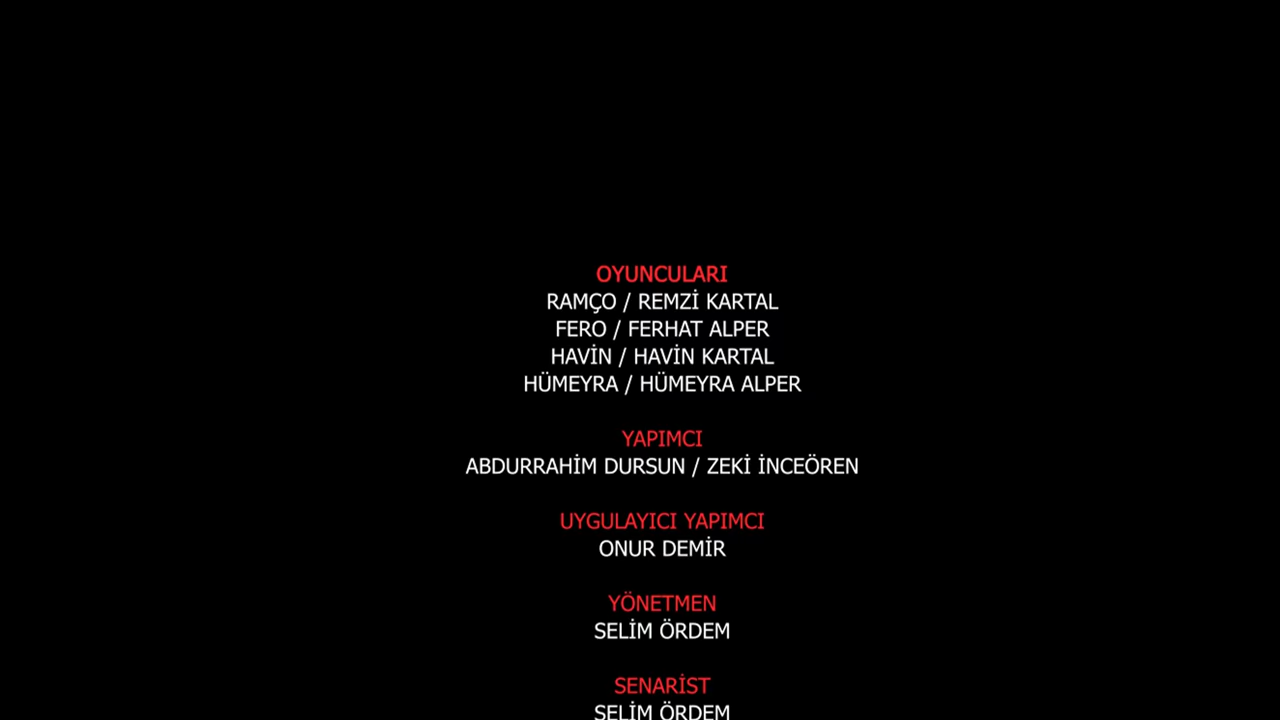 OYUNCULARI
RAMÇO / REMZİ KARTAL
FERO / FERHAT ALPER
HAVİN / HAVİN KARTAL
HÜMEYRA / HÜMEYRA ALPER
YAPIMCI
ABDURRAHİM DURSUN / ZEKİ İNCEÖREN
UYGULAYICI YAPIMCI
ONUR DEMİR
YÖNETMEN
SELİM ÖRDEM
SENARİST
SELİM ÖRDEM